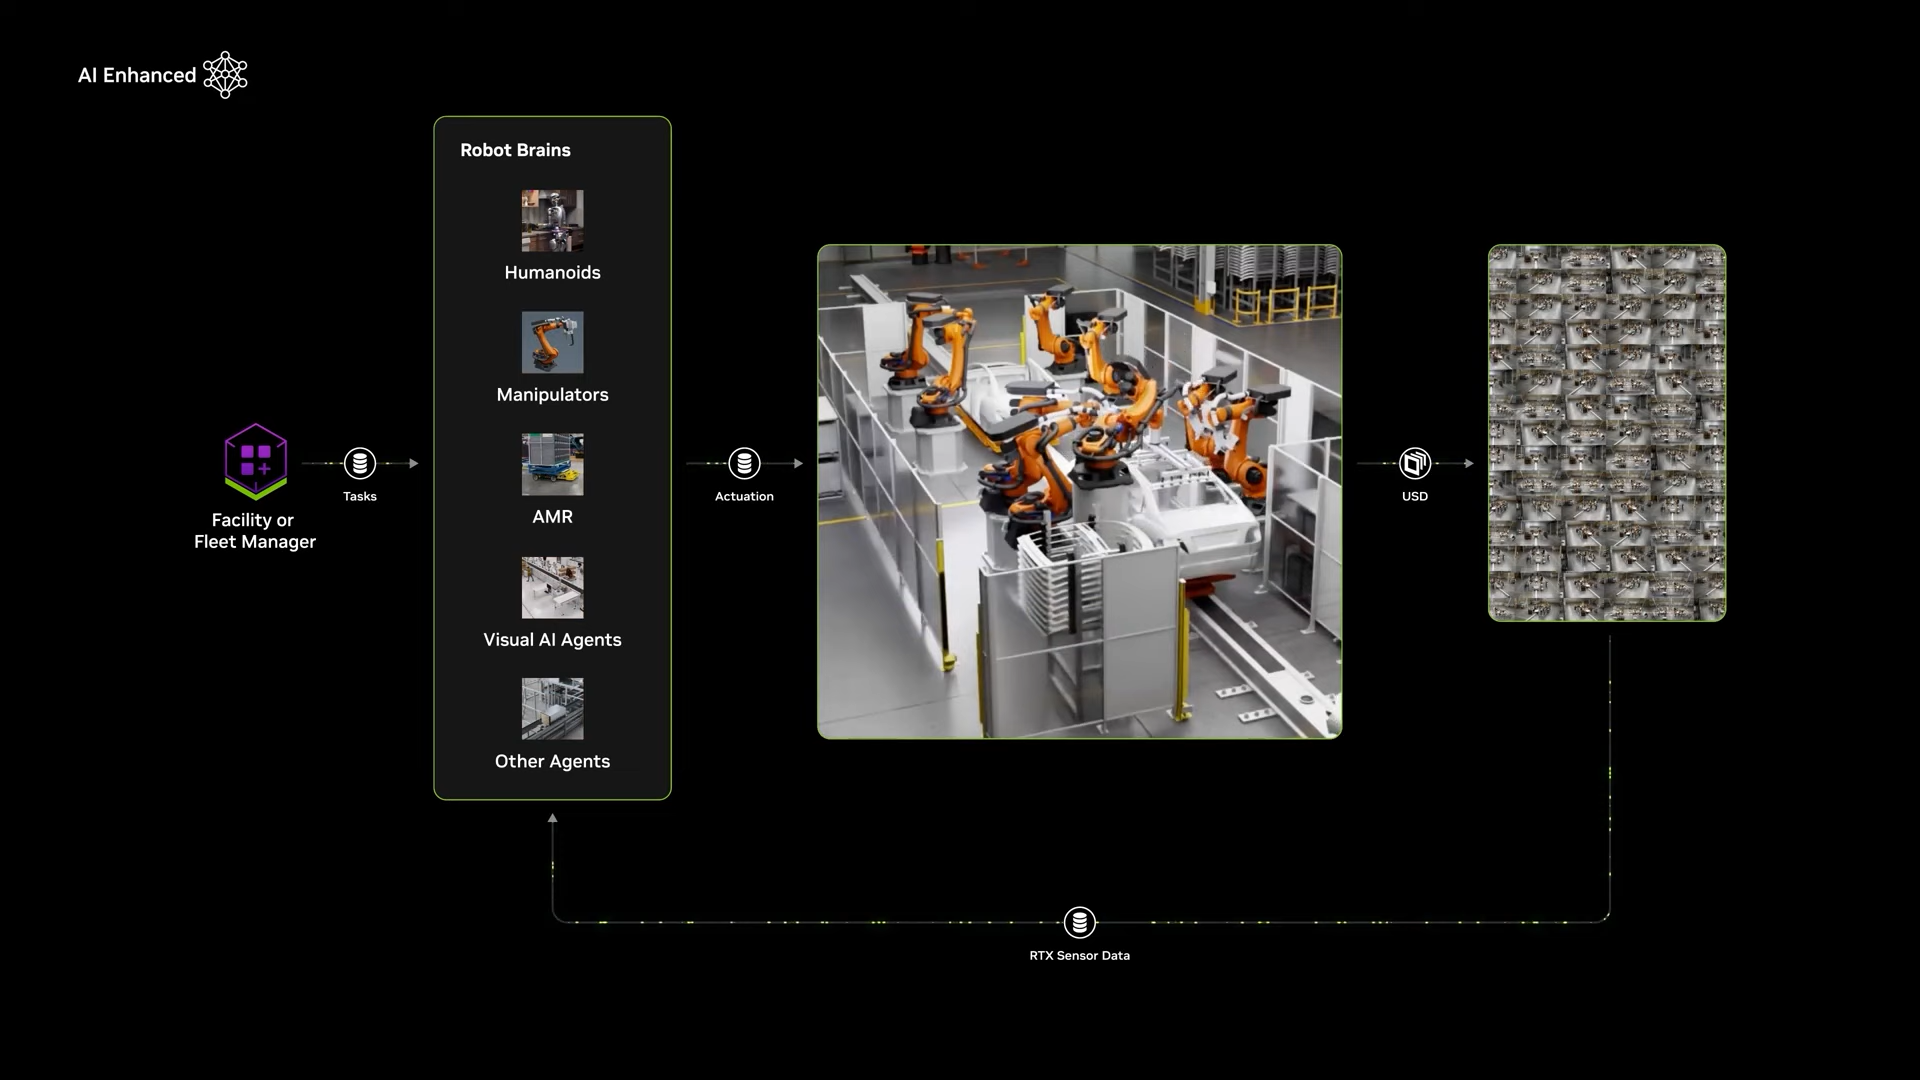 AI Enhanced
Robot Brains
Humanoids
Manipulators
AMR
Visual AI Agents
Other Agents
Facility or
Fleet Manager
Tasks
Actuation
USD
RTX Sensor Data